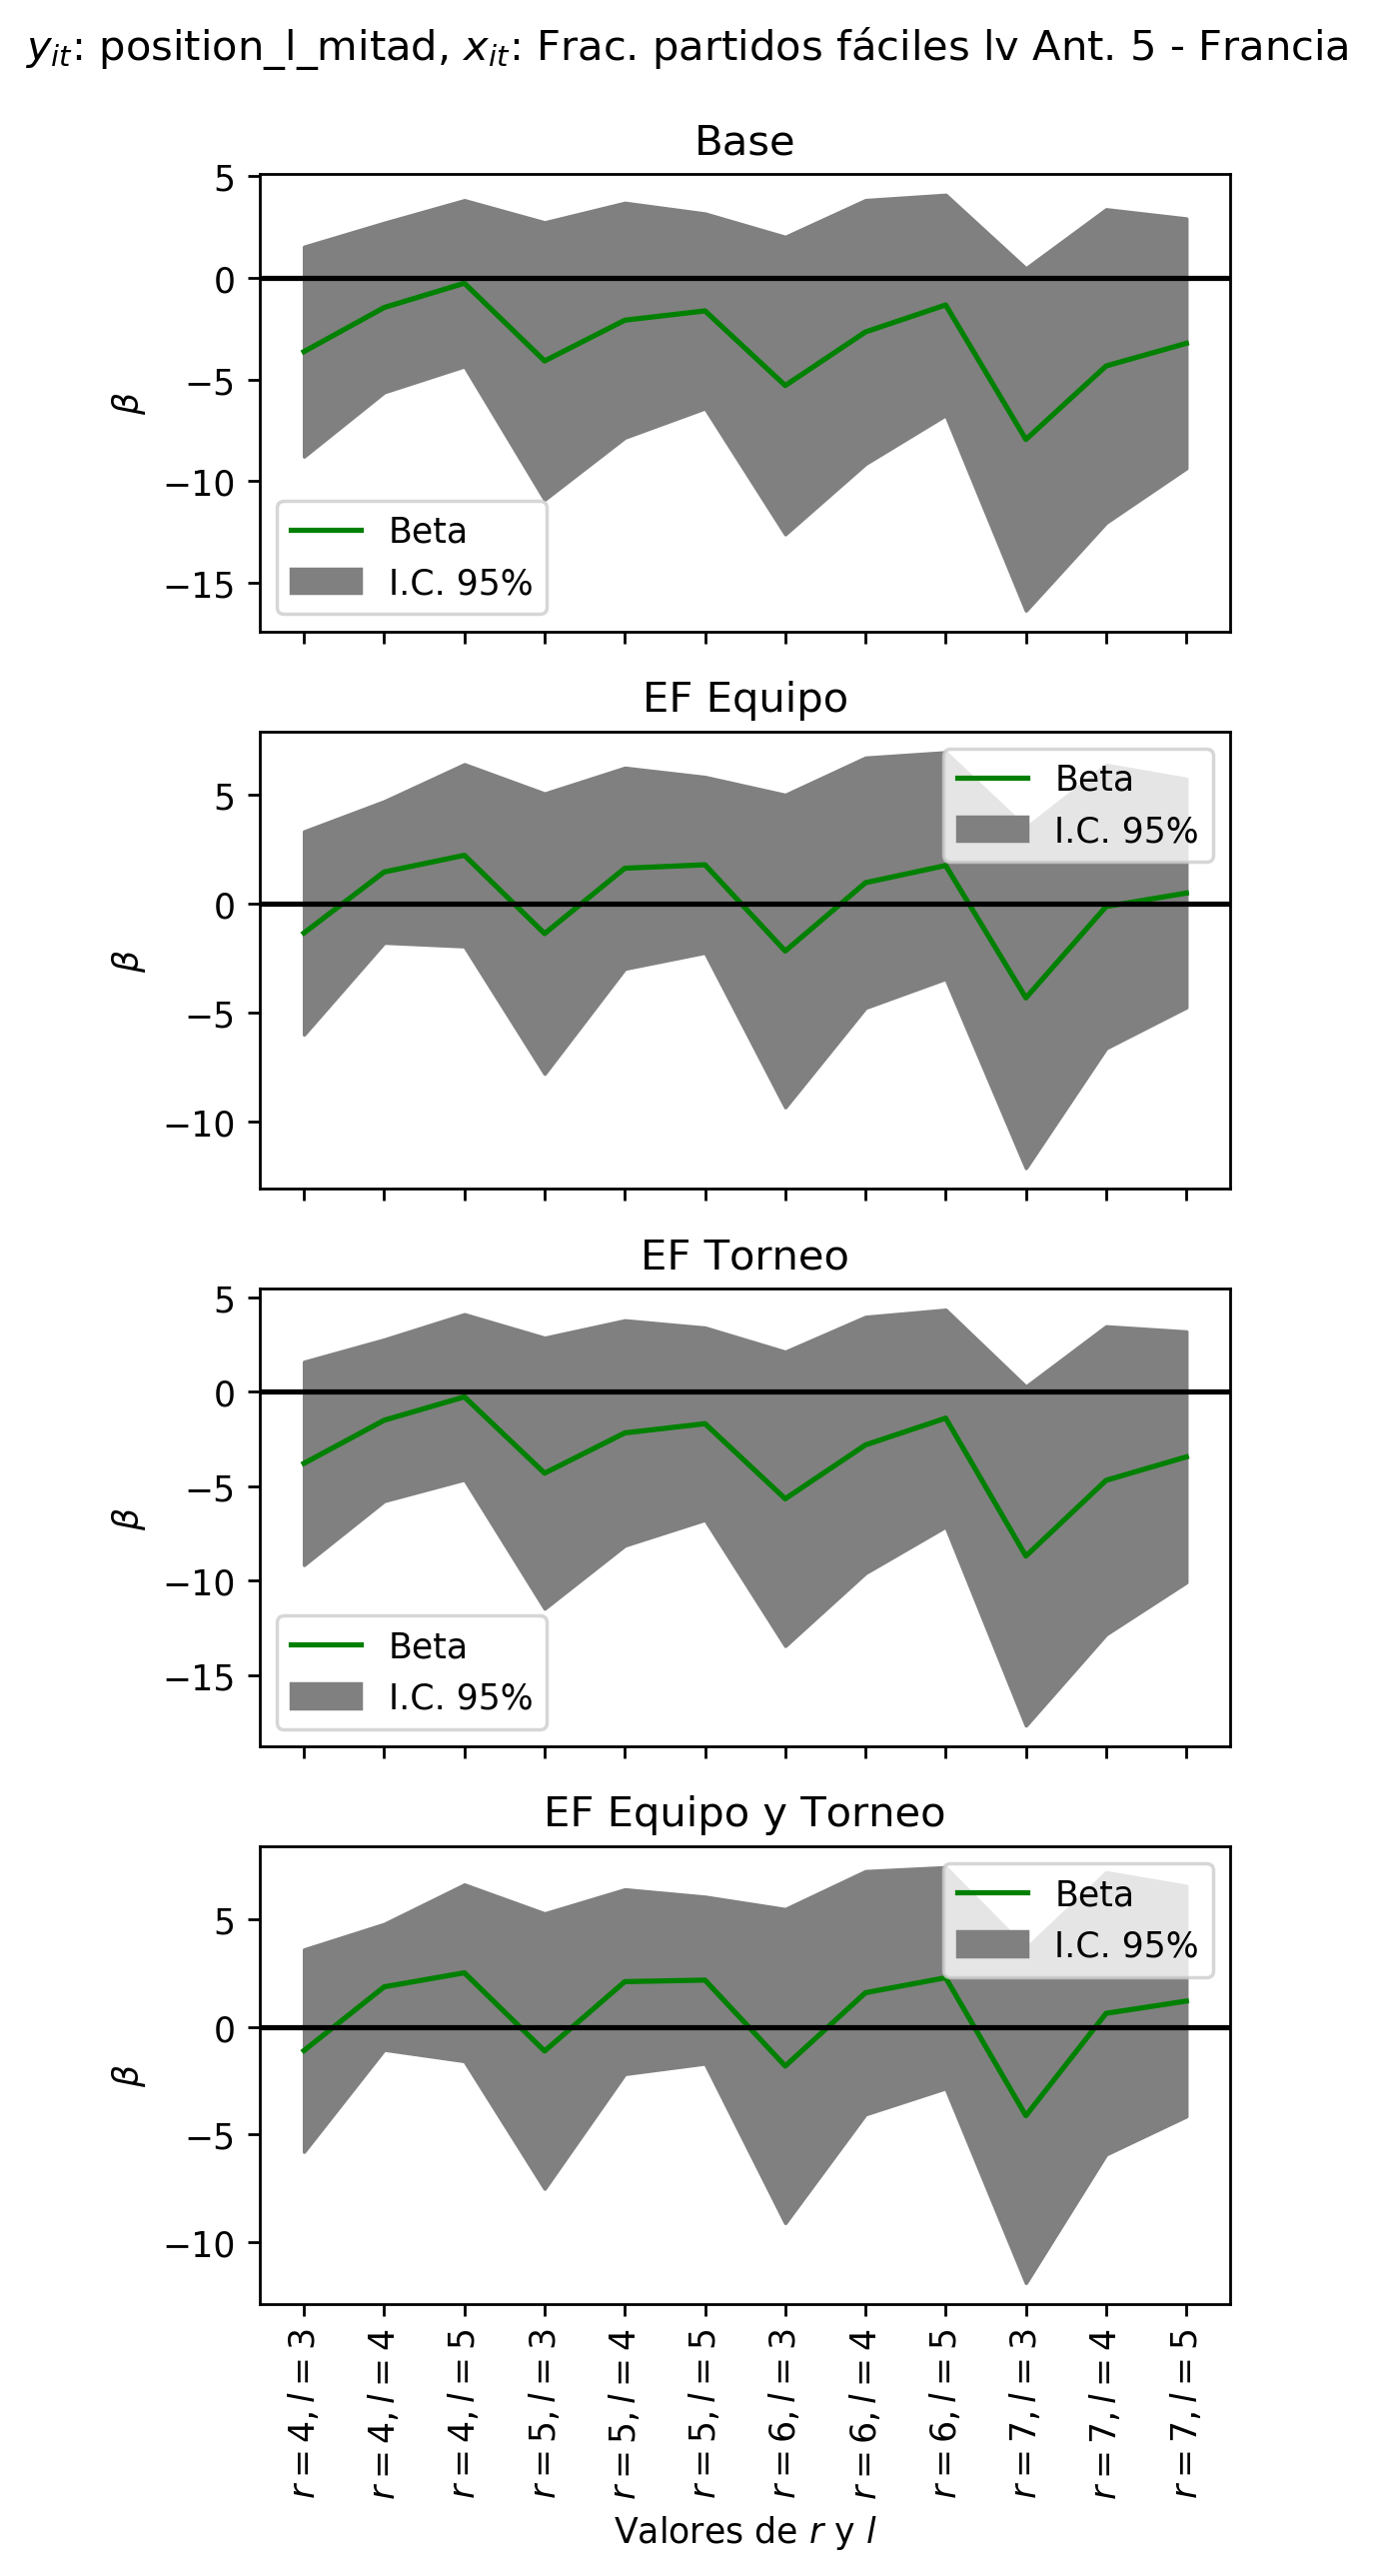 y_it: position_l_mitad, x_it: Frac. partidos fáciles lv Ant. 5 - Francia
Base
5
0
−5
−10
−15
β
Beta
I.C. 95%
EF Equipo
5
0
−5
−10
β
Beta
I.C. 95%
EF Torneo
5
0
−5
−10
−15
β
Beta
I.C. 95%
EF Equipo y Torneo
5
0
−5
−10
β
Beta
I.C. 95%
r = 4, l = 3
r = 4, l = 4
r = 4, l = 5
r = 5, l = 3
r = 5, l = 4
r = 5, l = 5
r = 6, l = 3
r = 6, l = 4
r = 6, l = 5
r = 7, l = 3
r = 7, l = 4
r = 7, l = 5
Valores de r y l